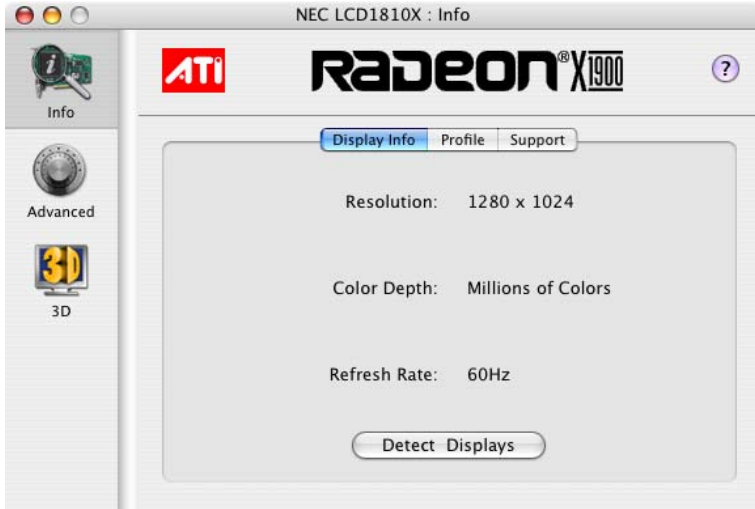 NEC LCD1810X : Info
Info
Advanced
3D
3D
ATI
RADEON® X1900
?
Display Info Profile Support
Resolution: 1280 x 1024
Color Depth: Millions of Colors
Refresh Rate: 60Hz
Detect Displays